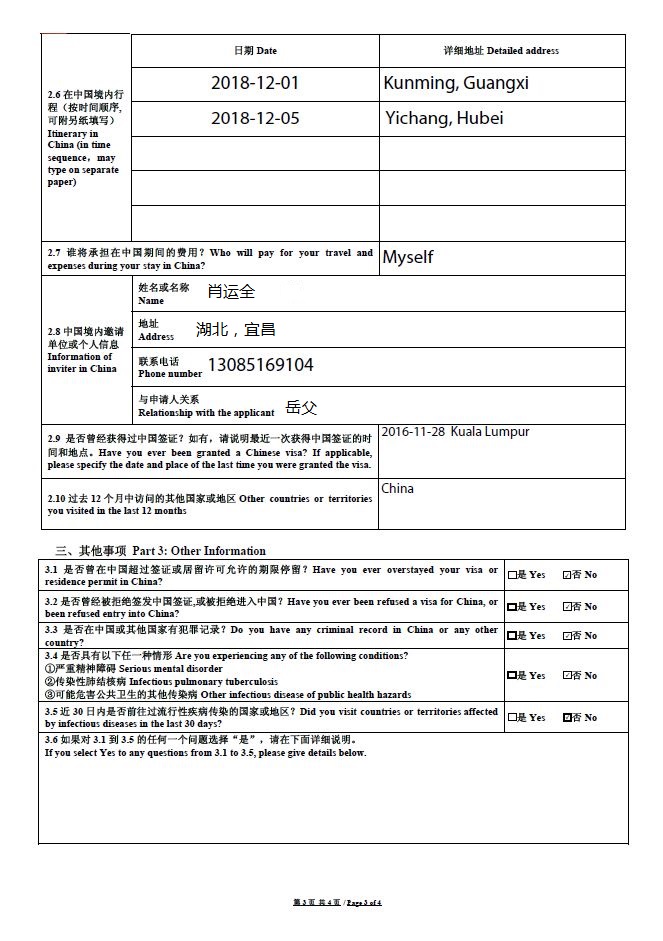 日期 Date
详细地址 Detailed address
2.6 在中国境内行
程（按时间顺序，
可附另纸填写）
Itinerary in
China (in time
sequence，may
type on separate
paper)
2018-12-01
Kunming, Guangxi
2018-12-05
Yichang, Hubei
2.7 谁将承担在中国期间的费用？Who will pay for your travel and
expenses during your stay in China?
Myself
2.8 中国境内邀请
单位或个人信息
Information of
inviter in China
姓名或名称
Name
肖运全
地址
Address
湖北，宜昌
联系电话
Phone number
13085169104
与申请人关系
Relationship with the applicant
岳父
2.9 是否曾经获得过中国签证？如有，请说明最近一次获得中国签证的时
间和地点。Have you ever been granted a Chinese visa? If applicable,
please specify the date and place of the last time you were granted the visa.
2016-11-28 Kuala Lumpur
2.10 过去 12 个月中访问的其他国家或地区 Other countries or territories
you visited in the last 12 months
China
三、其他事项 Part 3: Other Information
3.1 是否曾在中国超过签证或居留许可允许的期限停留？Have you ever overstayed your visa or
residence permit in China?
□是 Yes ☑否 No
3.2 是否曾经被拒绝签发中国签证,或被拒绝进入中国？Have you ever been refused a visa for China, or
been refused entry into China?
□是 Yes ☑否 No
3.3 是否在中国或其他国家有犯罪记录？Do you have any criminal record in China or any other
country?
□是 Yes ☑否 No
3.4 是否具有以下任一种情形 Are you experiencing any of the following conditions?
①严重精神障碍 Serious mental disorder
②传染性肺结核病 Infectious pulmonary tuberculosis
③可能危害公共卫生的其他传染病 Other infectious disease of public health hazards
□是 Yes ☑否 No
3.5 近 30 日内是否前往过流行性疾病传染的国家或地区？Did you visit countries or territories affected
by infectious diseases in the last 30 days?
□是 Yes ☑否 No
3.6 如果对 3.1 到 3.5 的任何一个问题选择“是”，请在下面详细说明。
If you select Yes to any questions from 3.1 to 3.5, please give details below.
第 3 页 共 4 页 / Page 3 of 4